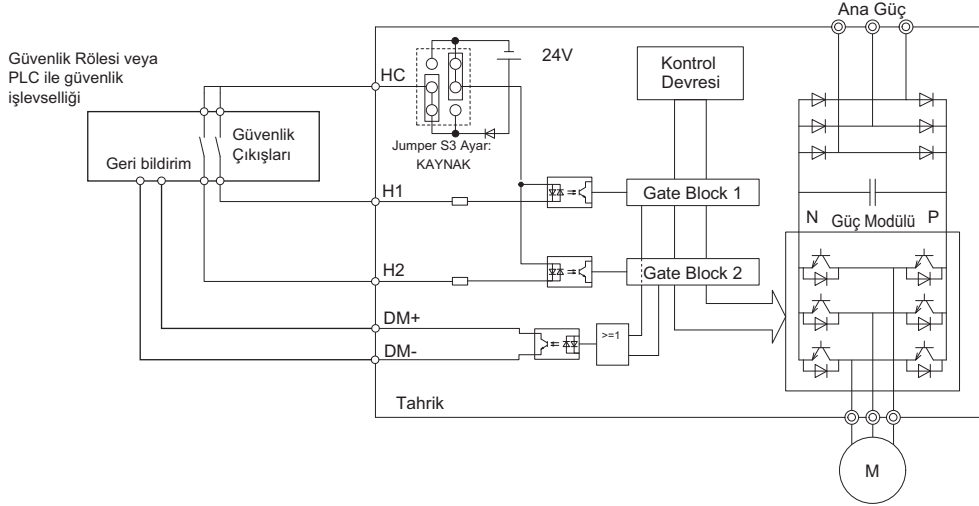 Ana Güç
Güvenlik Rölesi veya
PLC ile güvenlik
işlevselliği
HC
24V
Kontrol
Devresi
Güvenlik
Çıkışları
Geri bildirim
Jumper S3 Ayar:
KAYNAK
H1
Gate Block 1
N
Güç Modülü
P
H2
Gate Block 2
DM+
>=1
DM-
Tahrik
M